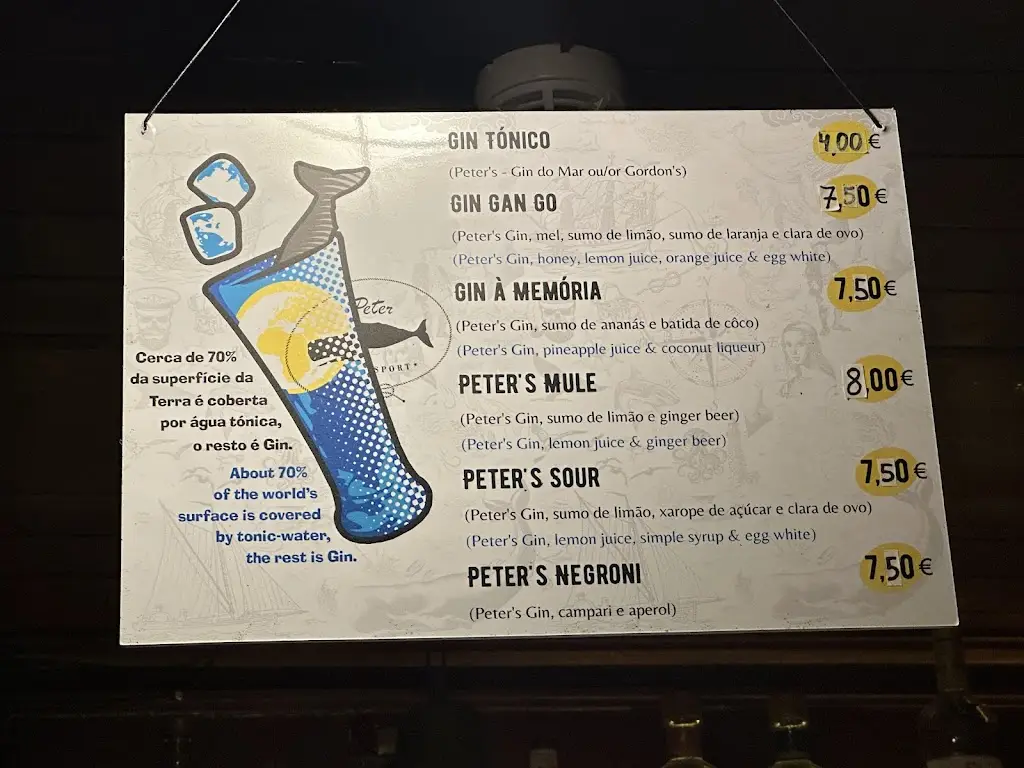 GIN TÓNICO 4,00 €
(Peter's - Gin do Mar ou/or Gordon's)
GIN GAN GO 7,50 €
(Peter's Gin, mel, sumo de limão, sumo de laranja e clara de ovo)
(Peter's Gin, honey, lemon juice, orange juice & egg white)
GIN À MEMÓRIA 7,50 €
(Peter's Gin, sumo de ananás e batida de côco)
(Peter's Gin, pineapple juice & coconut liqueur)
PETER'S MULE 8,00 €
(Peter's Gin, sumo de limão e ginger beer)
(Peter's Gin, lemon juice & ginger beer)
PETER'S SOUR 7,50 €
(Peter's Gin, sumo de limão, xarope de açúcar e clara de ovo)
(Peter's Gin, lemon juice, simple syrup & egg white)
PETER'S NEGRONI 7,50 €
(Peter's Gin, campari e aperol)
Peter
SPORT
Cerca de 70%
da superfície da
Terra é coberta
por água tónica,
o resto é Gin.
About 70%
of the world's
surface is covered
by tonic-water,
the rest is Gin.